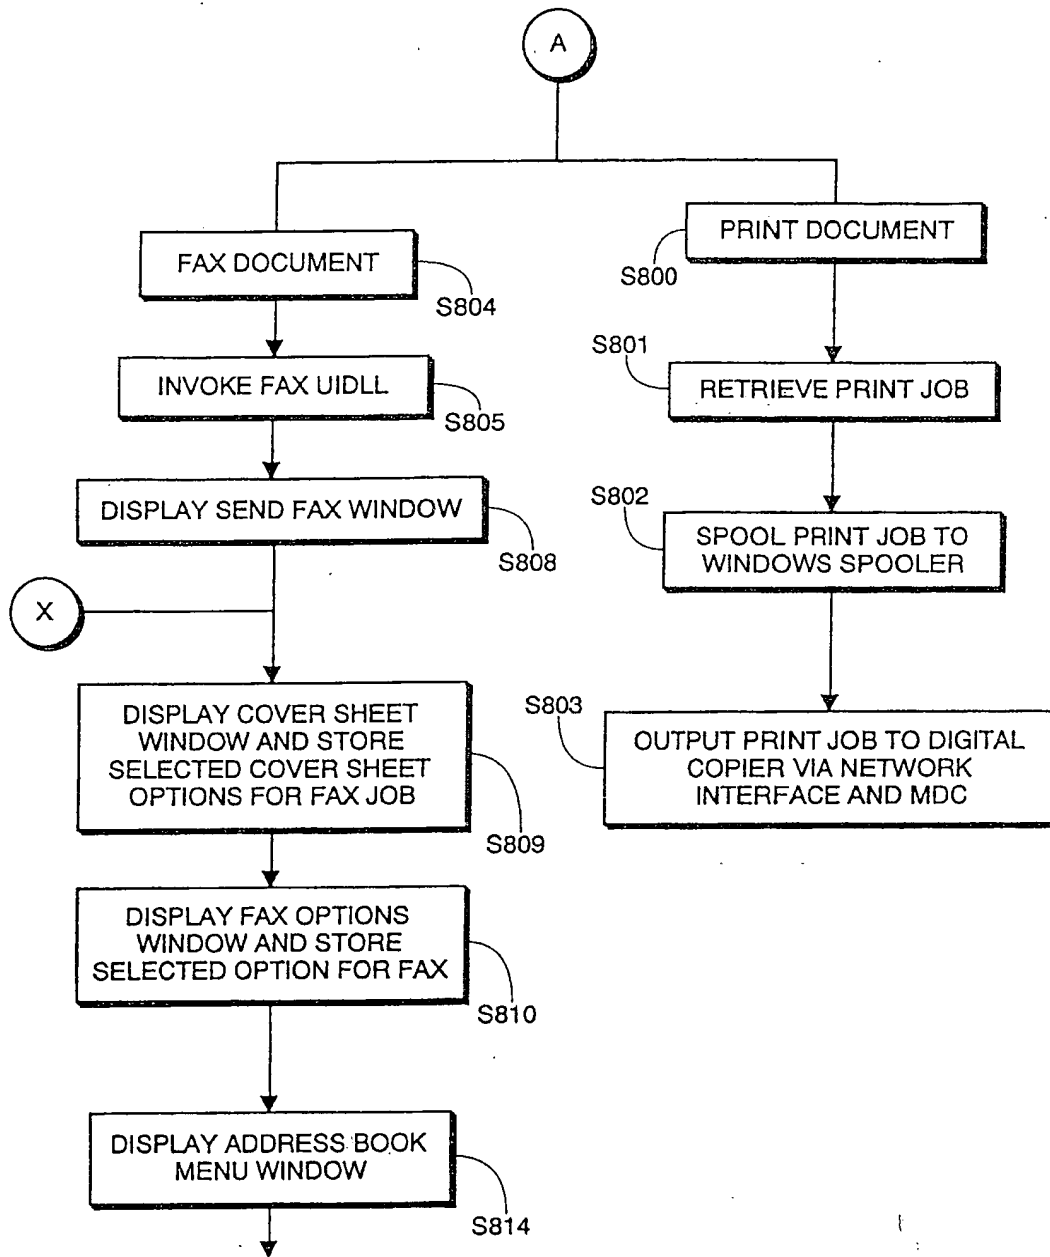 A
FAX DOCUMENT
S804
INVOKE FAX UIDLL
S805
DISPLAY SEND FAX WINDOW
S808
X
DISPLAY COVER SHEET
WINDOW AND STORE
SELECTED COVER SHEET
OPTIONS FOR FAX JOB
S809
DISPLAY FAX OPTIONS
WINDOW AND STORE
SELECTED OPTION FOR FAX
S810
DISPLAY ADDRESS BOOK
MENU WINDOW
S814
PRINT DOCUMENT
S800
S801
RETRIEVE PRINT JOB
S802
SPOOL PRINT JOB TO
WINDOWS SPOOLER
S803
OUTPUT PRINT JOB TO DIGITAL
COPIER VIA NETWORK
INTERFACE AND MDC